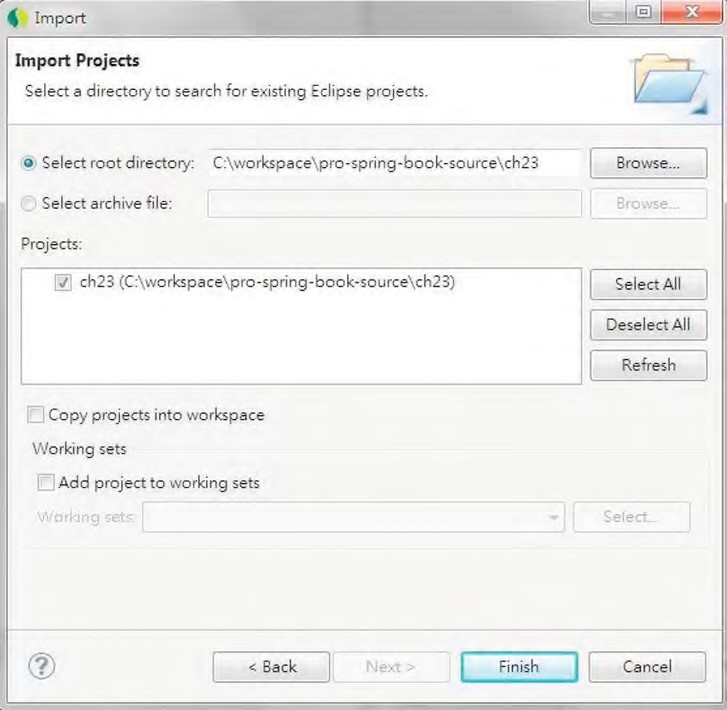 Import
Import Projects
Select a directory to search for existing Eclipse projects.
Select root directory: C:\workspace\pro-spring-book-source\ch23 Browse...
Select archive file: Browse...
Projects:
ch23 (C:\workspace\pro-spring-book-source\ch23)
Select All
Deselect All
Refresh
Copy projects into workspace
Working sets
Add project to working sets
Working sets: Select...
? < Back Next > Finish Cancel